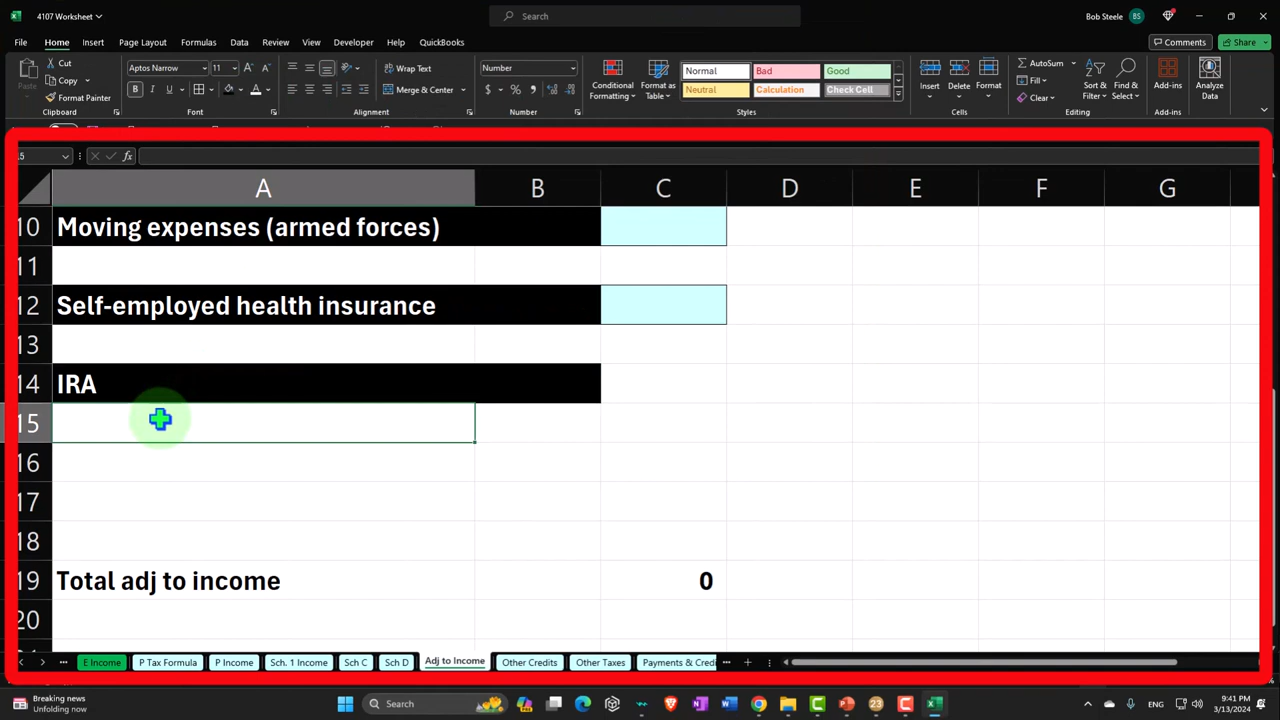 4107 Worksheet
Search
Bob Steele
BS
File
Home
Insert
Page Layout
Formulas
Data
Review
View
Developer
Help
QuickBooks
Comments
Share
Paste
Cut
Copy
Format Painter
Clipboard
Aptos Narrow
11
B I U
Font
Wrap Text
Merge & Center
Alignment
Number
$ % ,
Number
Conditional Formatting
Format as Table
Normal
Bad
Good
Neutral
Calculation
Check Cell
Styles
Insert
Delete
Format
Cells
AutoSum
Fill
Clear
Sort & Filter
Find & Select
Editing
Add-ins
Add-ins
Analyze Data
fx
A B C D E F G
10 Moving expenses (armed forces)
11
12 Self-employed health insurance
13
14 IRA
15
16
17
18
19 Total adj to income 0
20
E Income
P Tax Formula
P Income
Sch. 1 Income
Sch C
Sch D
Adj to Income
Other Credits
Other Taxes
Payments & Credi
Breaking news
Unfolding now
Search
23
ENG
9:41 PM
3/13/2024